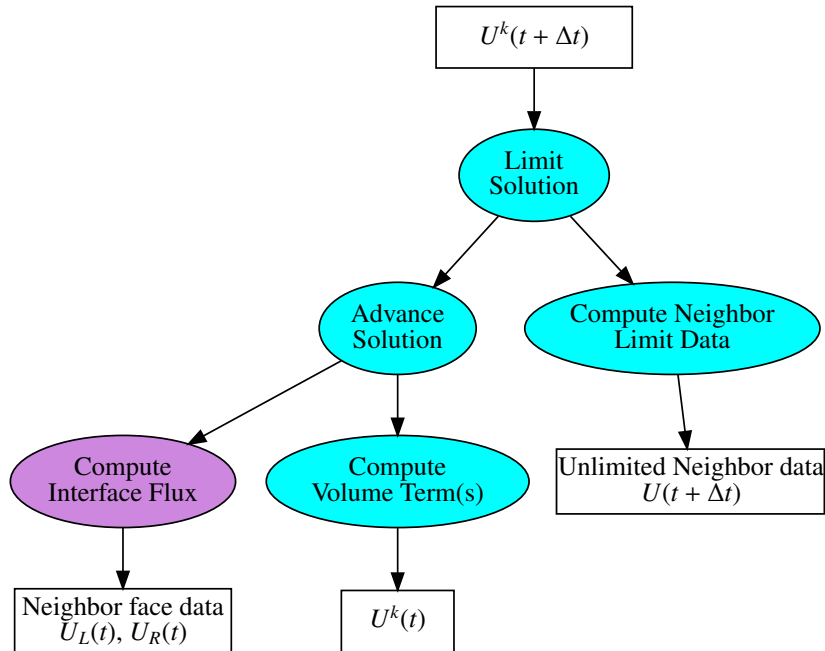 U^k(t + Δt)
Limit
Solution
Advance
Solution
Compute Neighbor
Limit Data
Compute
Interface Flux
Compute
Volume Term(s)
Unlimited Neighbor data
U(t + Δt)
Neighbor face data
U_L(t), U_R(t)
U^k(t)